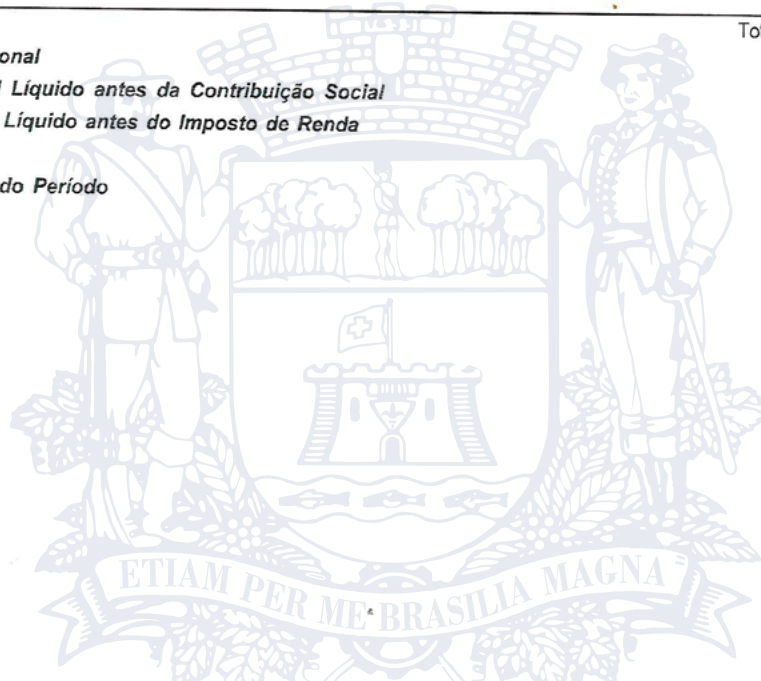 To
onal
Líquido antes da Contribuição Social
Líquido antes do Imposto de Renda
do Período
ETIAM PER ME BRASILIA MAGNA